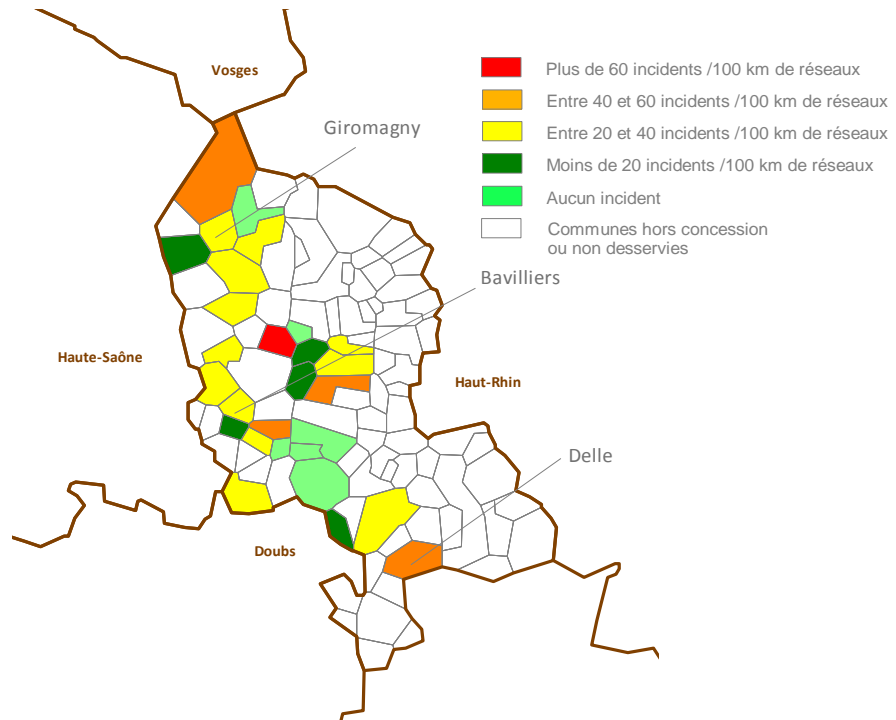 Vosges
Plus de 60 incidents /100 km de réseaux
Entre 40 et 60 incidents /100 km de réseaux
Giromagny
Entre 20 et 40 incidents /100 km de réseaux
Moins de 20 incidents /100 km de réseaux
Aucun incident
Communes hors concession
ou non desservies
Bavilliers
Haute-Saône
Haut-Rhin
Delle
Doubs